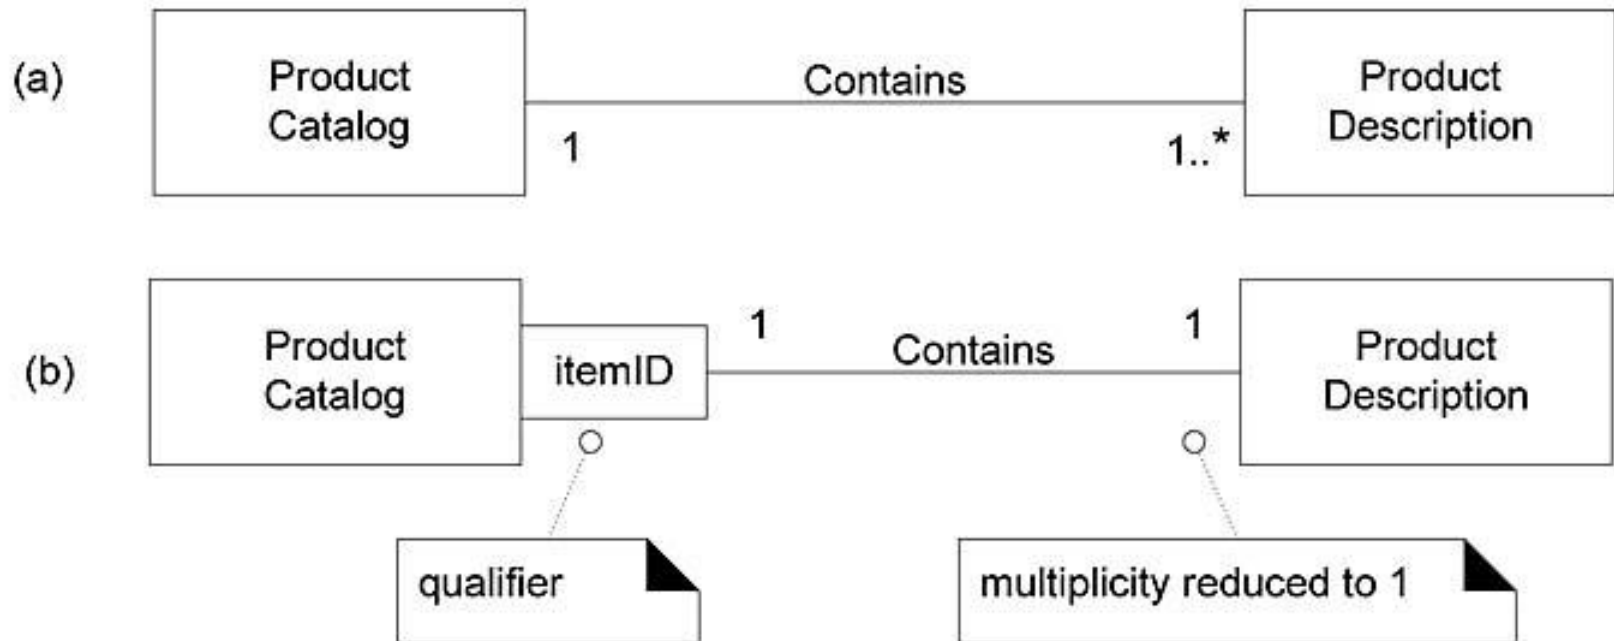 (a)
Product
Catalog
1
Contains
1..*
Product
Description
(b)
Product
Catalog
itemID
1
Contains
1
Product
Description
qualifier
multiplicity reduced to 1